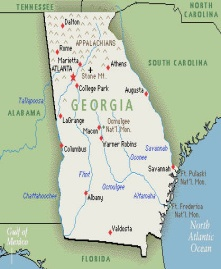 TENNESSEE
NORTH
CAROLINA
Dalton
APPALACHIANS
Rome
Marietta
ATLANTA
Stone Mt.
Athens
SOUTH CAROLINA
College Park
Tallapoosa
Augusta
GEORGIA
ALABAMA
LaGrange
Macon
Ocmulgee
Nat'l Mon.
Warner Robins
Columbus
Savannah
Oconee
Flint
Savannah
Ft. Pulaski
Nat'l Mon.
Chattahoochee
Ocmulgee
Altamaha
Albany
Ft. Frederica
Nat'l Mon.
Gulf of
Mexico
Valdosta
North
Atlantic
Ocean
FLORIDA